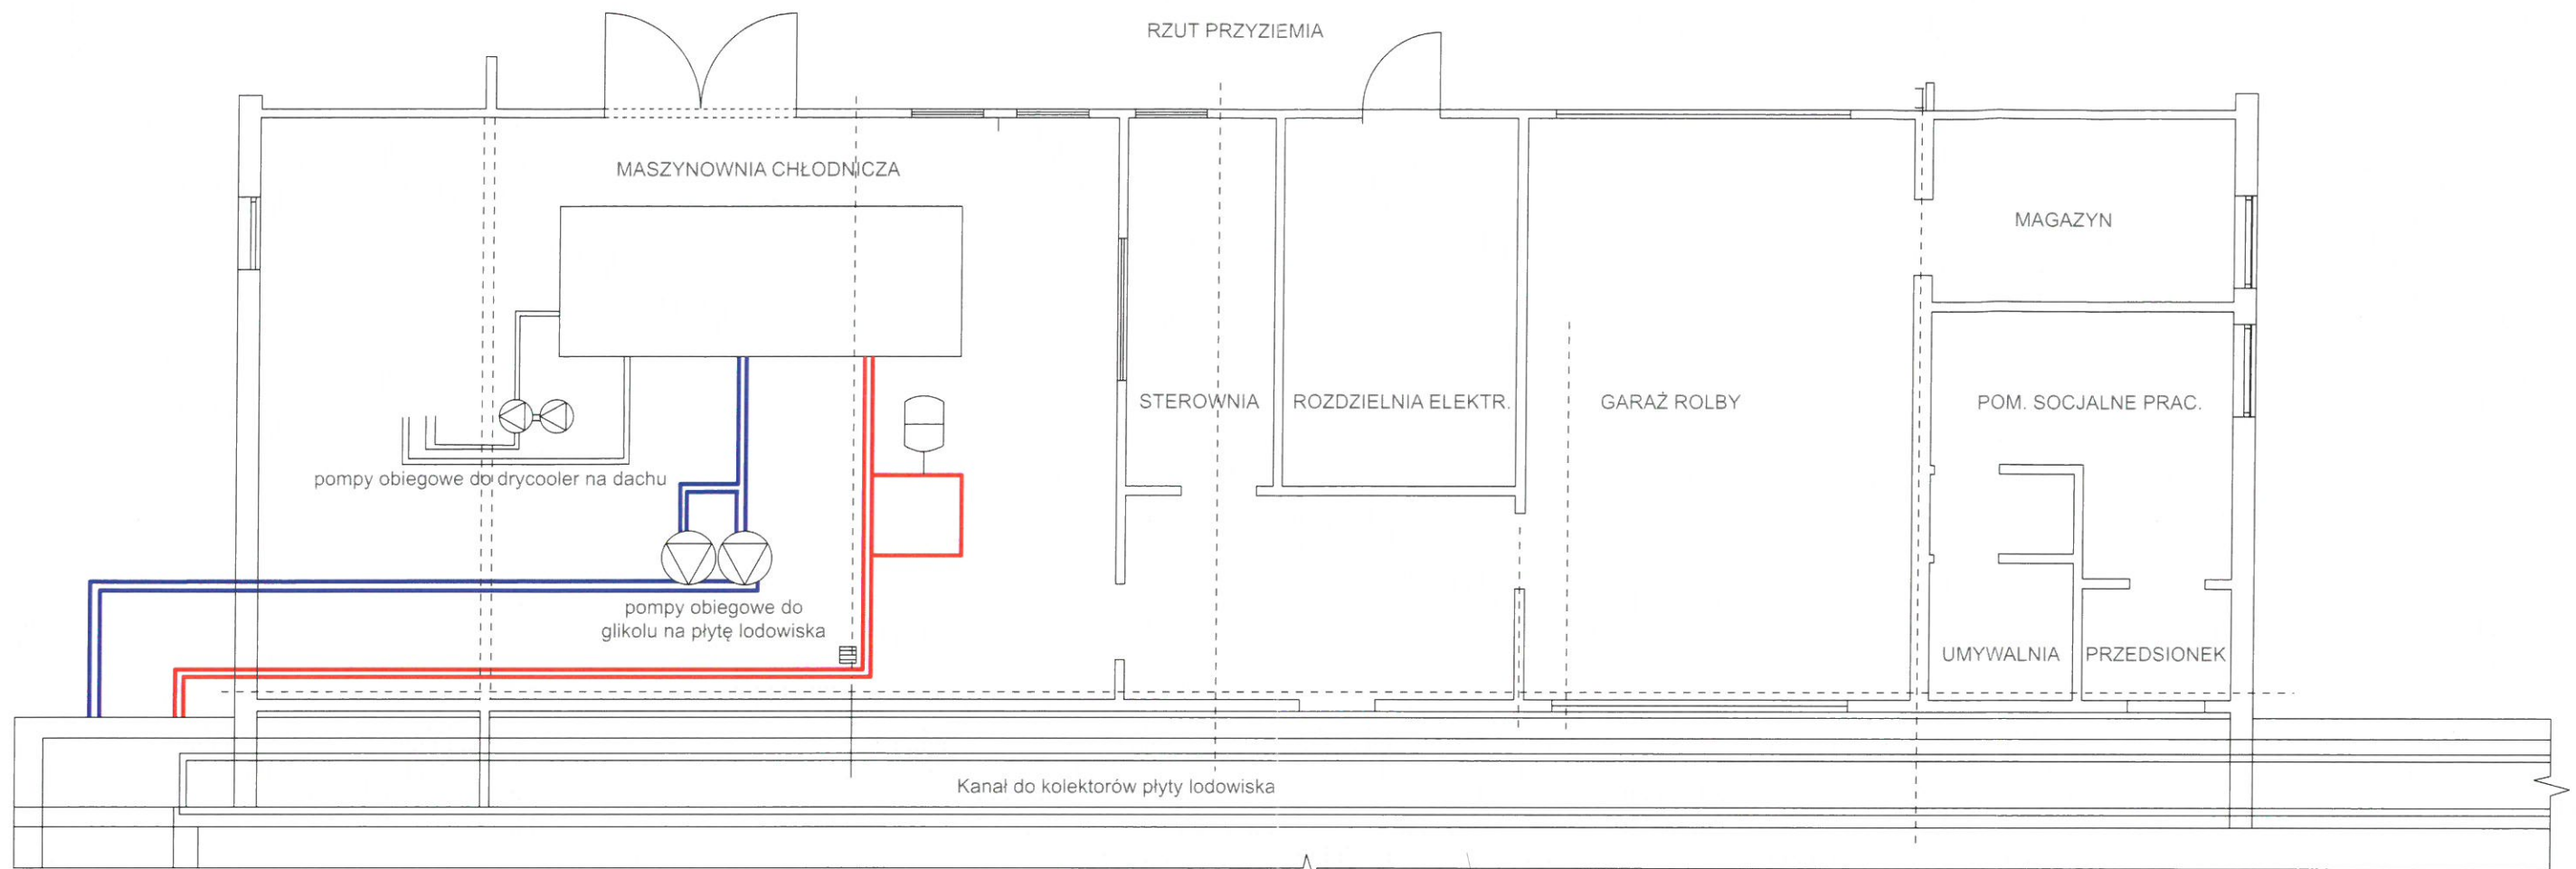 RZUT PRZYZIEMIA
MASZYNOWNIA CHŁODNICZA
MAGAZYN
STEROWNIA
ROZDZIELNIA ELEKTR.
GARAŻ ROLBY
POM. SOCJALNE PRAC.
pompy obiegowe do drycooler na dachu
pompy obiegowe do
glikolu na płytę lodowiska
UMYWALNIA
PRZEDSIONEK
Kanał do kolektorów płyty lodowiska